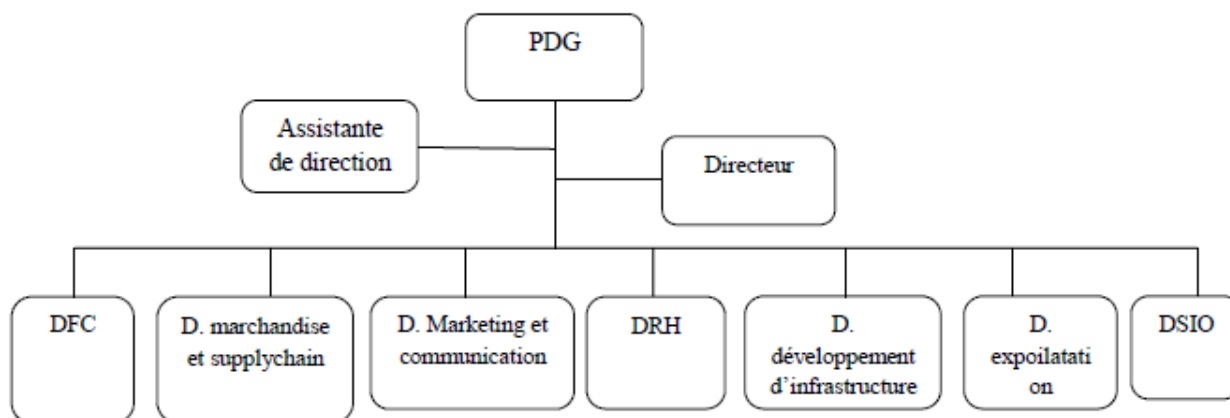 PDG
Assistante
de direction
Directeur
DFC
D. marchandise
et supplychain
D. Marketing et
communication
DRH
D.
développement
d’infrastructure
D.
expoilatati
on
DSIO